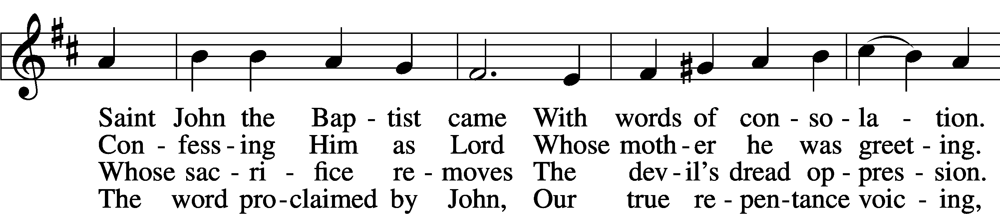 Saint John the Bap - tist came With words of con - so - la - tion.
Con - fess - ing Him as Lord Whose moth - er he was greet - ing.
Whose sac - ri - fice re - moves The dev - il’s dread op - pres - sion.
The word pro - claimed by John, Our true re - pen - tance voic - ing,